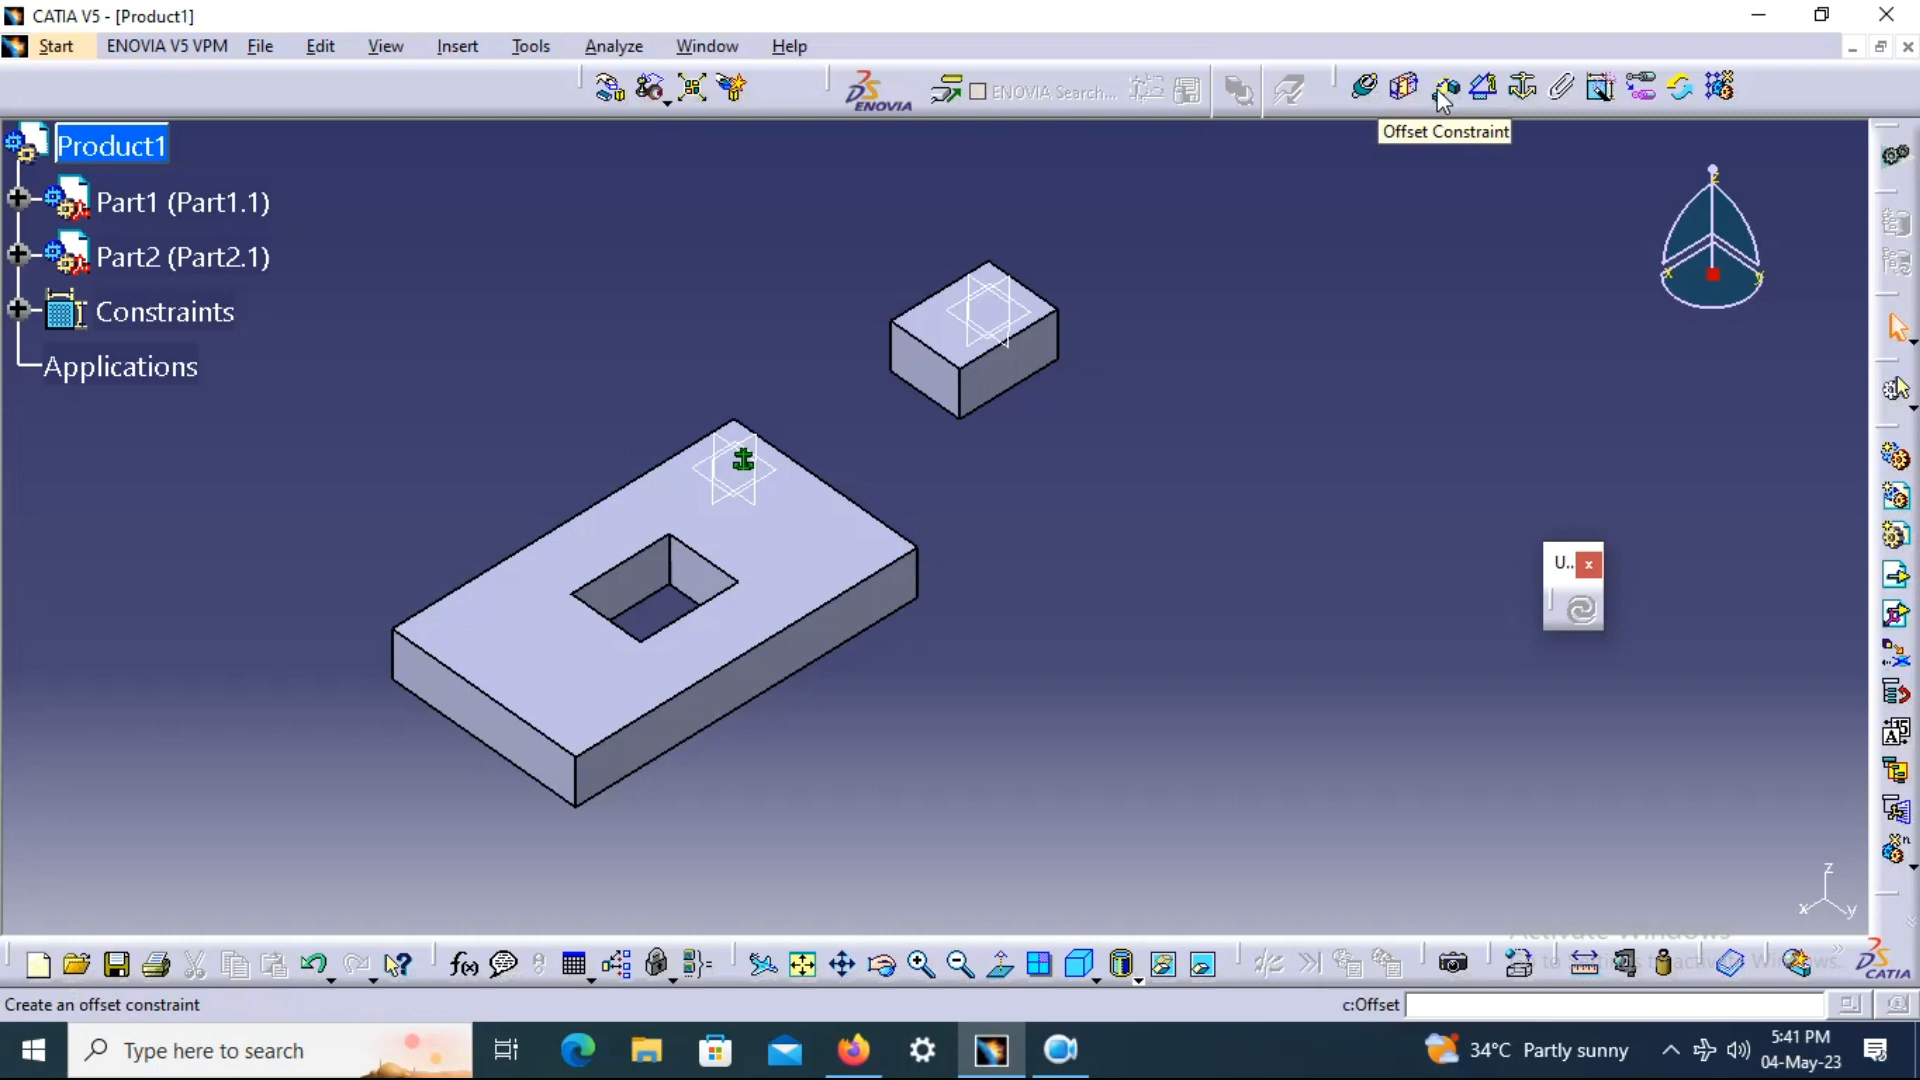 CATIA V5 - [Product1]
Start ENOVIA V5 VPM File Edit View Insert Tools Analyze Window Help
ENOVIA
ENOVIA Search...
Offset Constraint
Product1
Part1 (Part1.1)
Part2 (Part2.1)
Constraints
Applications
z
x y
U.. x
z
x y
f(x)
CATIA
Create an offset constraint
c:Offset
Type here to search
34°C Partly sunny
5:41 PM
04-May-23